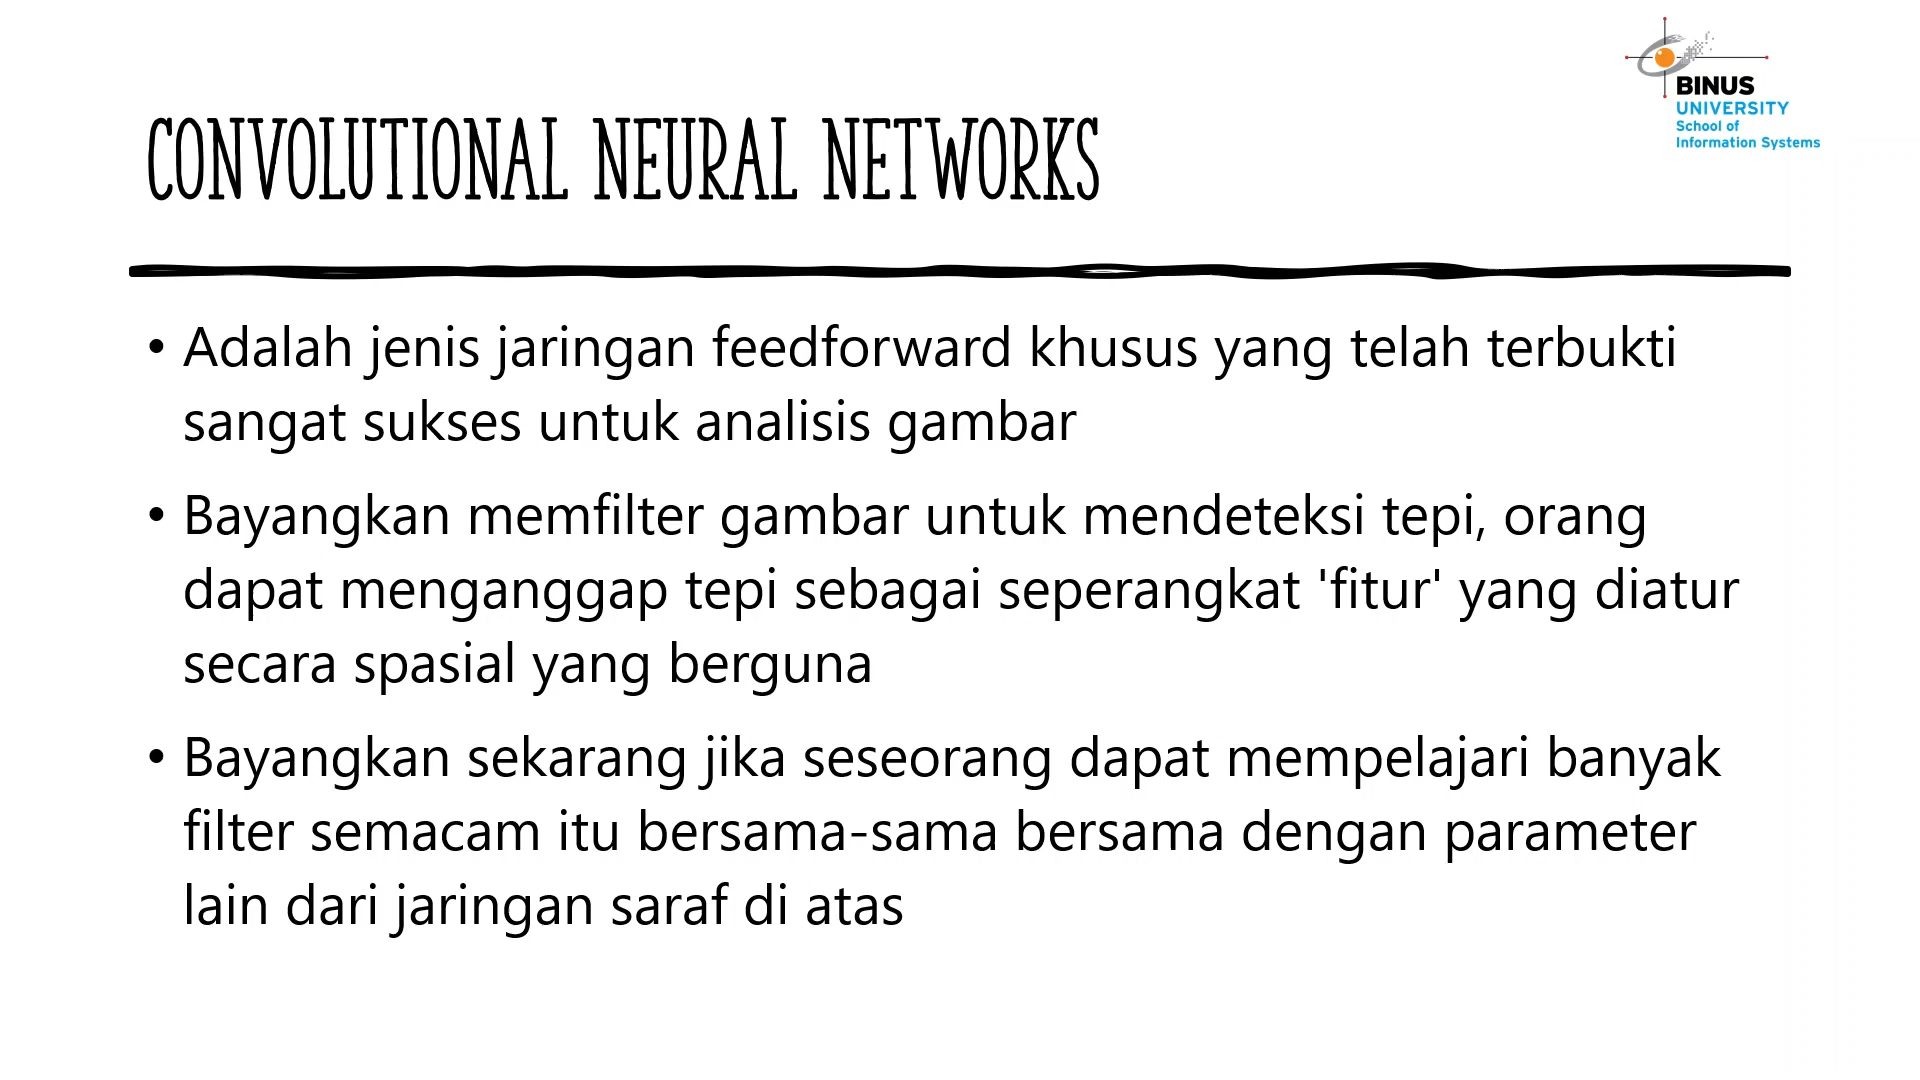 BINUS
UNIVERSITY
School of
Information Systems
CONVOLUTIONAL NEURAL NETWORKS
• Adalah jenis jaringan feedforward khusus yang telah terbukti
sangat sukses untuk analisis gambar
• Bayangkan memfilter gambar untuk mendeteksi tepi, orang
dapat menganggap tepi sebagai seperangkat 'fitur' yang diatur
secara spasial yang berguna
• Bayangkan sekarang jika seseorang dapat mempelajari banyak
filter semacam itu bersama-sama bersama dengan parameter
lain dari jaringan saraf di atas